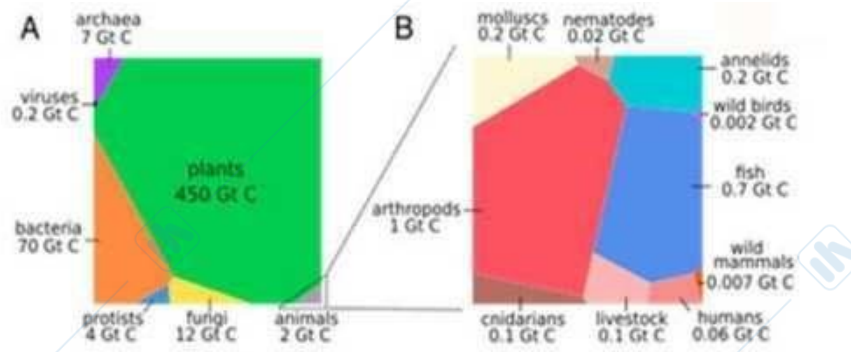 A
archaea
7 Gt C
viruses
0.2 Gt C
plants
450 Gt C
bacteria
70 Gt C
protists
4 Gt C
fungi
12 Gt C
animals
2 Gt C
B
molluscs
0.2 Gt C
nematodes
0.02 Gt C
annelids
0.2 Gt C
wild birds
0.002 Gt C
fish
0.7 Gt C
arthropods
1 Gt C
wild
mammals
0.007 Gt C
cnidarians
0.1 Gt C
livestock
0.1 Gt C
humans
0.06 Gt C